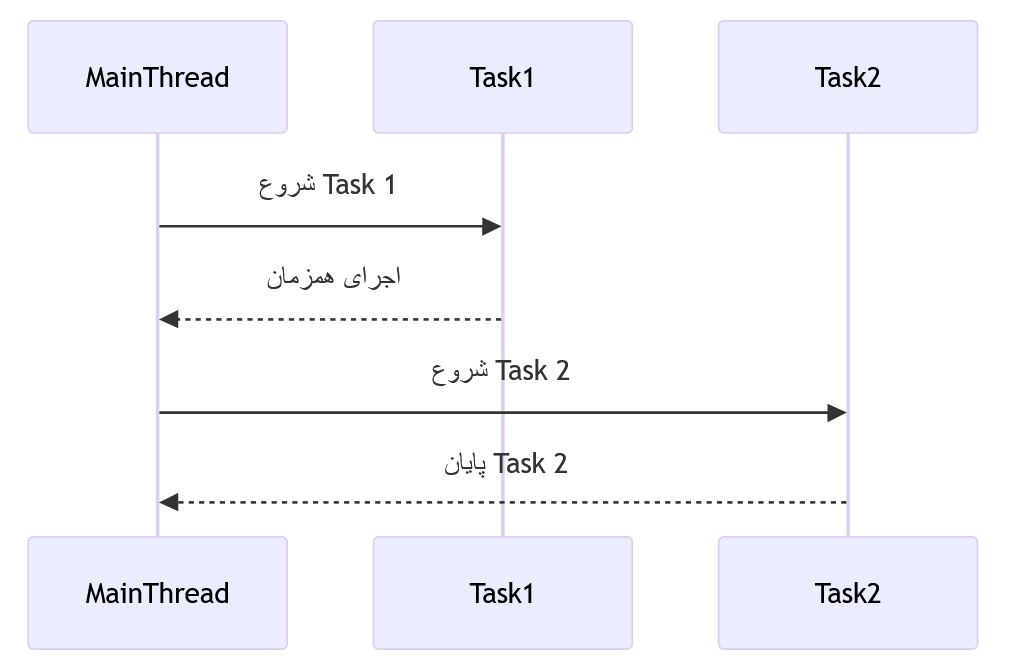 MainThread
Task1
Task2
شروع Task 1
اجرای همزمان
شروع Task 2
پایان Task 2
MainThread
Task1
Task2